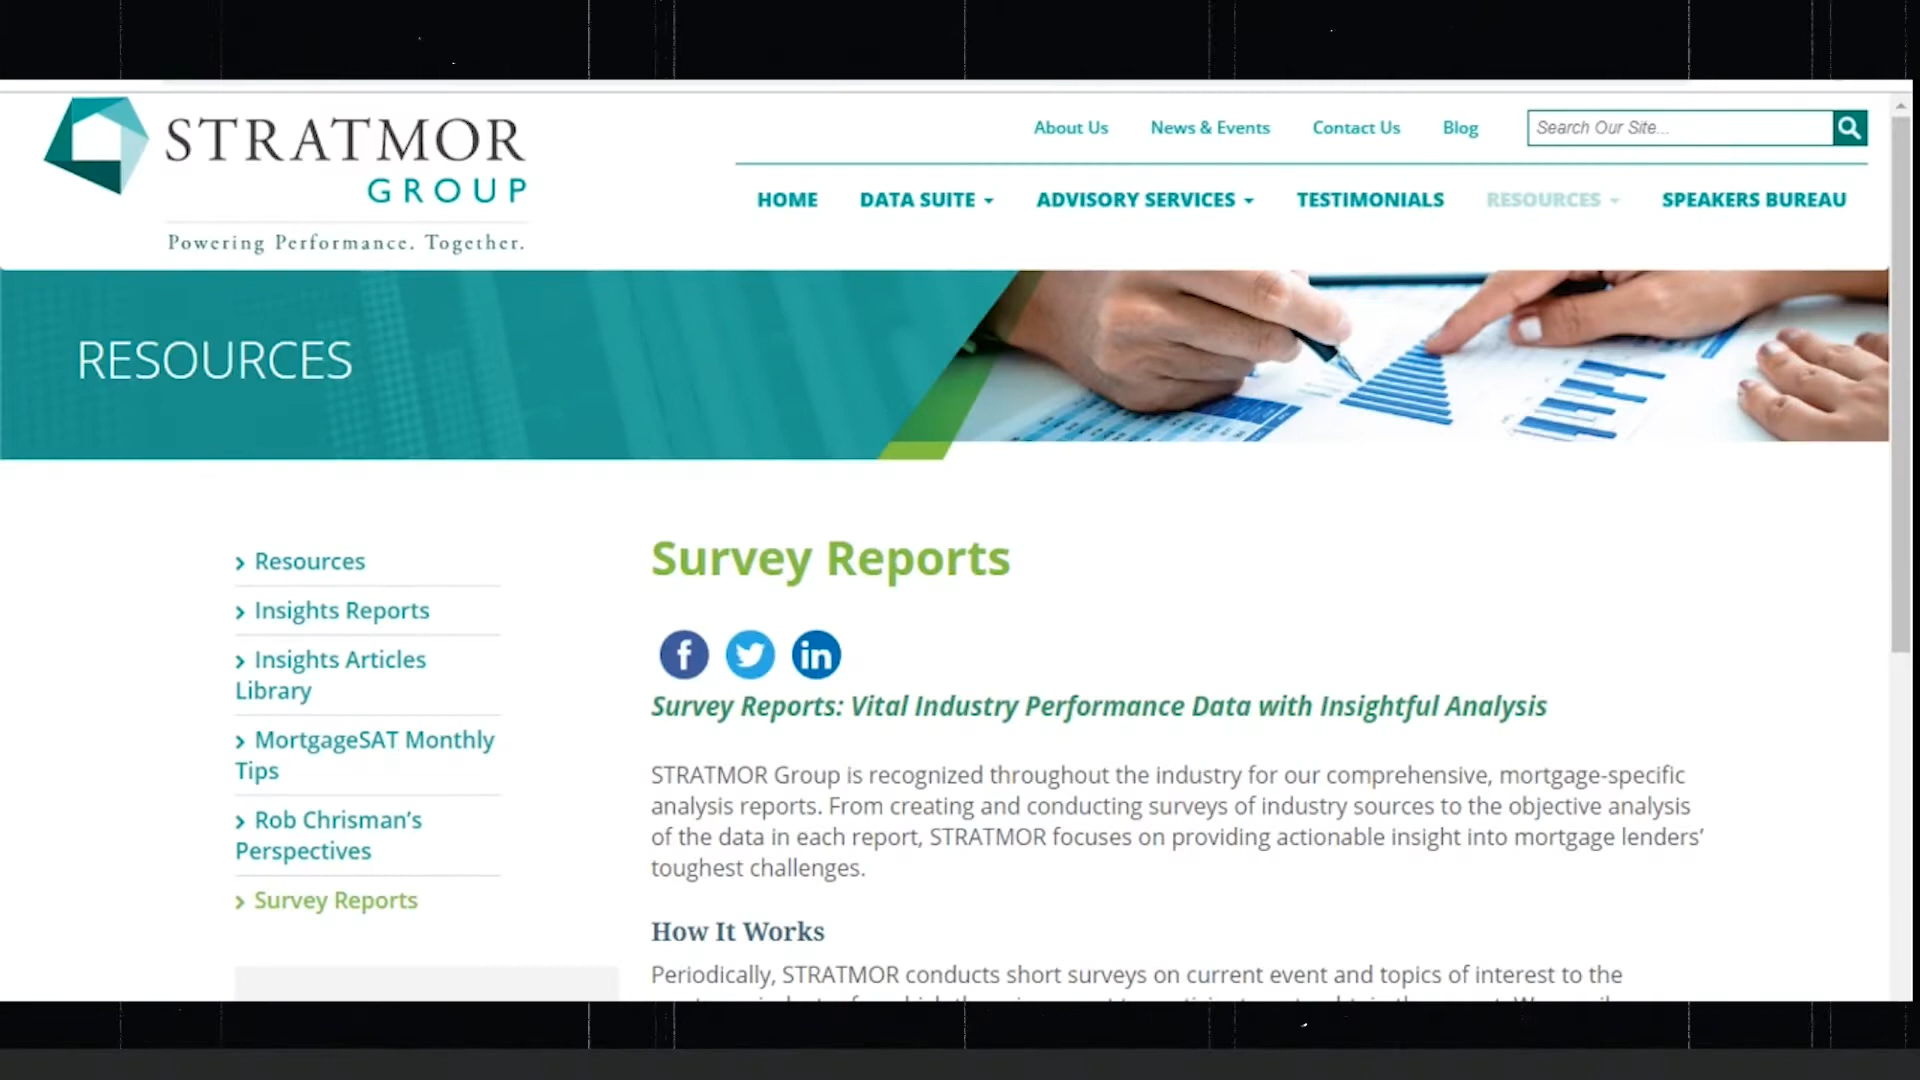 STRATMOR
GROUP
Powering Performance. Together.
About Us News & Events Contact Us Blog Search Our Site...
HOME DATA SUITE ADVISORY SERVICES TESTIMONIALS RESOURCES SPEAKERS BUREAU
RESOURCES
Resources
Insights Reports
Insights Articles
Library
MortgageSAT Monthly
Tips
Rob Chrisman’s
Perspectives
Survey Reports
Survey Reports
f in
Survey Reports: Vital Industry Performance Data with Insightful Analysis
STRATMOR Group is recognized throughout the industry for our comprehensive, mortgage-specific
analysis reports. From creating and conducting surveys of industry sources to the objective analysis
of the data in each report, STRATMOR focuses on providing actionable insight into mortgage lenders’
toughest challenges.
How It Works
Periodically, STRATMOR conducts short surveys on current event and topics of interest to the